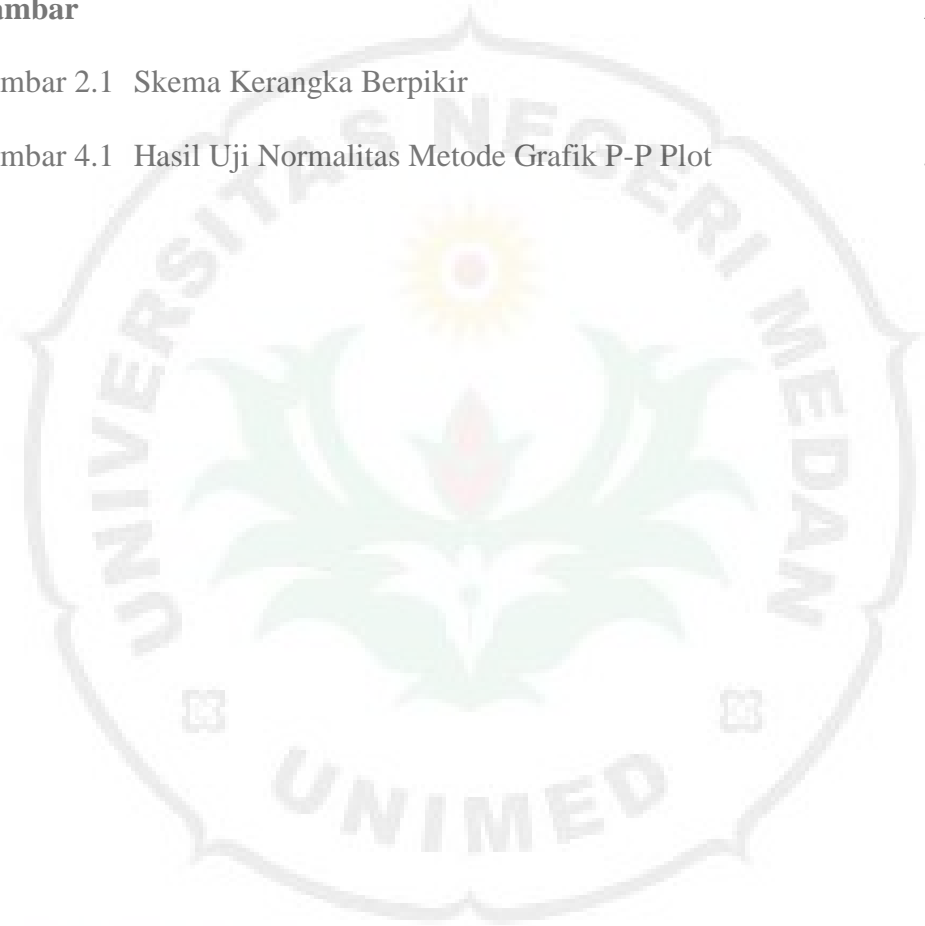 ambar
mbar 2.1 Skema Kerangka Berpikir
mbar 4.1 Hasil Uji Normalitas Metode Grafik P-P Plot
UNIVERSITAS NEGERI MEDAN
UNIMED